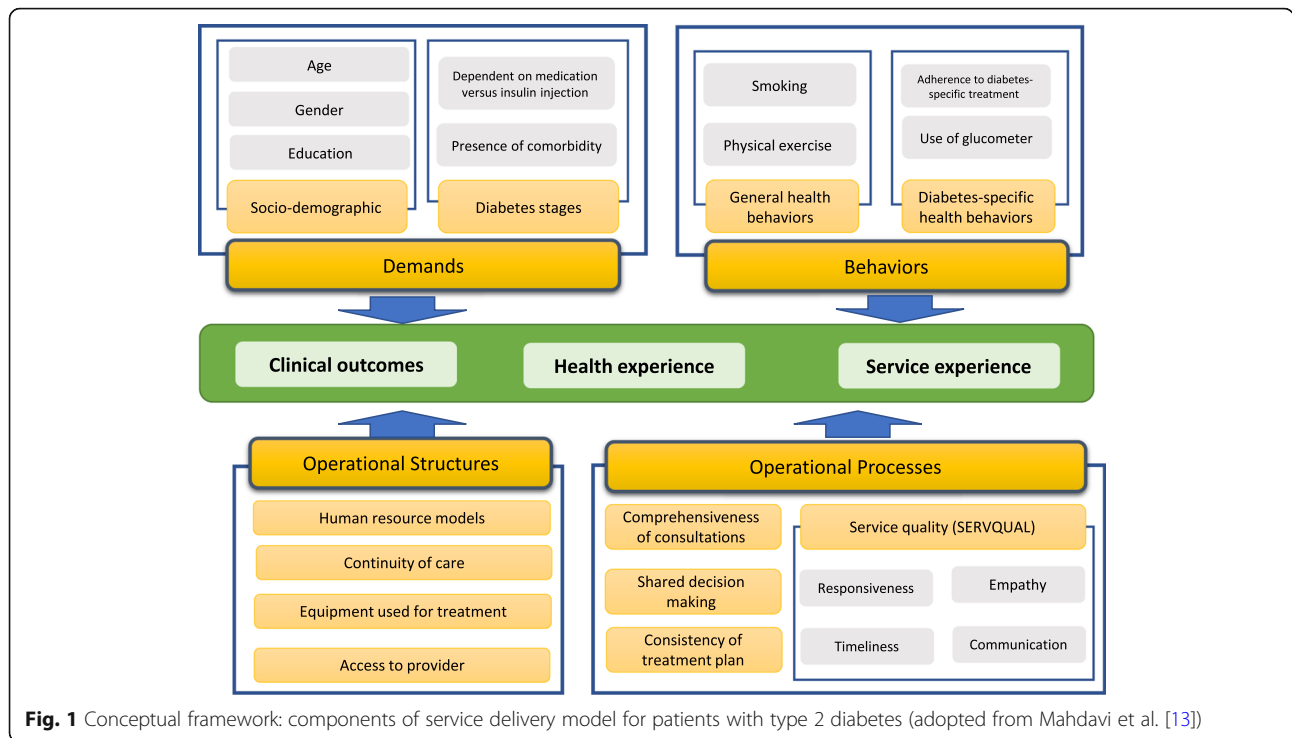 Age
Gender
Education
Socio-demographic
Dependent on medication
versus insulin injection
Presence of comorbidity
Diabetes stages
Demands
Smoking
Physical exercise
General health
behaviors
Adherence to diabetes-
specific treatment
Use of glucometer
Diabetes-specific
health behaviors
Behaviors
Clinical outcomes
Health experience
Service experience
Operational Structures
Human resource models
Continuity of care
Equipment used for treatment
Access to provider
Operational Processes
Comprehensiveness
of consultations
Shared decision
making
Consistency of
treatment plan
Service quality (SERVQUAL)
Responsiveness
Empathy
Timeliness
Communication
Fig. 1 Conceptual framework: components of service delivery model for patients with type 2 diabetes (adopted from Mahdavi et al. [13])